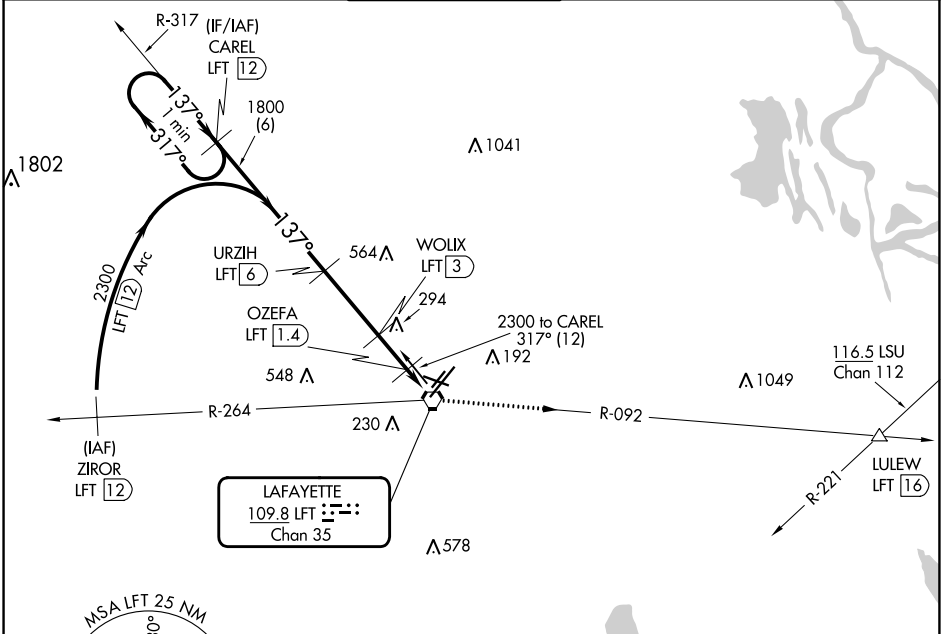 R-317
(IF/IAF)
CAREL
LFT 12
137°
1 min
317°
1800
(6)
1041
1802
137°
2300
LFT 12 Arc
URZIH
LFT 6
564
WOLIX
LFT 3
294
OZEFA
LFT 1.4
2300 to CAREL
317° (12)
192
548
116.5 LSU
Chan 112
1049
R-264
R-092
230
(IAF)
ZIROR
LFT 12
LULEW
LFT 16
R-221
LAFAYETTE
109.8 LFT
Chan 35
578
MSA LFT 25 NM